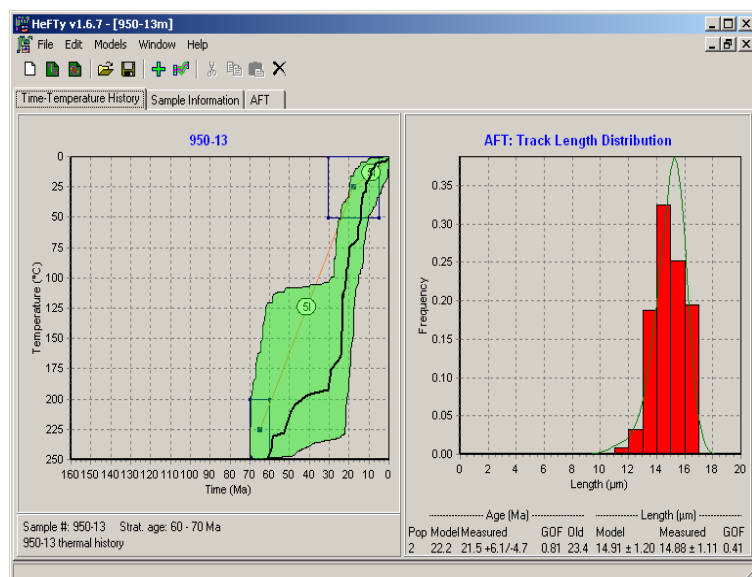 HeFTy v1.6.7 - [950-13m]
File Edit Models Window Help
Time-Temperature History Sample Information AFT
950-13
0
25
50
75
100
125
150
175
200
225
250
Temperature (°C)
5I
5I
160 150 140 130 120 110 100 90 80 70 60 50 40 30 20 10 0
Time (Ma)
Sample #: 950-13 Strat. age: 60 - 70 Ma
950-13 thermal history
AFT: Track Length Distribution
0.35
0.30
0.25
0.20
0.15
0.10
0.05
0.00
Frequency
0 2 4 6 8 10 12 14 16 18 20
Length (µm)
Age (Ma) Length (µm)
Pop Model Measured GOF Old Model Measured GOF
2 22.2 21.5 +6.1/-4.7 0.81 23.4 14.91 ± 1.20 14.88 ± 1.11 0.41